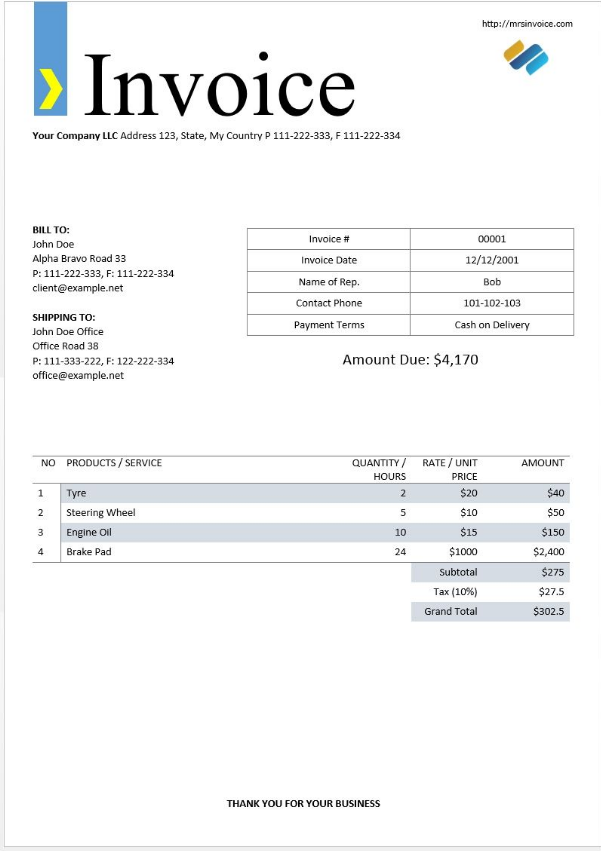 http://mrsinvoice.com
Invoice
Your Company LLC Address 123, State, My Country P 111-222-333, F 111-222-334
BILL TO:
John Doe
Alpha Bravo Road 33
P: 111-222-333, F: 111-222-334
client@example.net
SHIPPING TO:
John Doe Office
Office Road 38
P: 111-333-222, F: 122-222-334
office@example.net
Invoice # 00001
Invoice Date 12/12/2001
Name of Rep. Bob
Contact Phone 101-102-103
Payment Terms Cash on Delivery
Amount Due: $4,170
NO PRODUCTS / SERVICE QUANTITY / HOURS RATE / UNIT PRICE AMOUNT
1 Tyre 2 $20 $40
2 Steering Wheel 5 $10 $50
3 Engine Oil 10 $15 $150
4 Brake Pad 24 $1000 $2,400
Subtotal $275
Tax (10%) $27.5
Grand Total $302.5
THANK YOU FOR YOUR BUSINESS